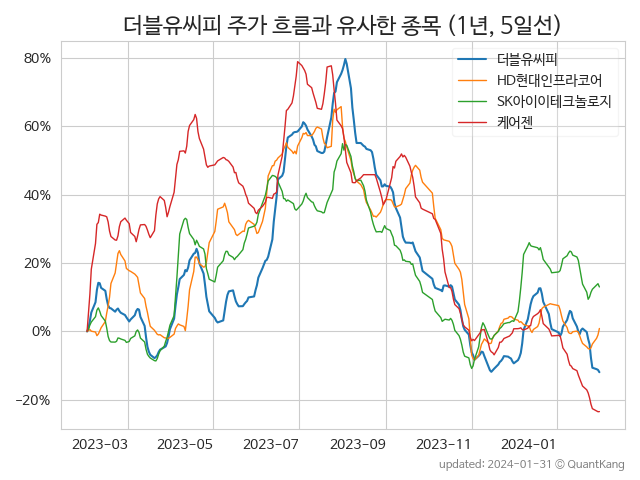 더블유씨피 주가 흐름과 유사한 종목 (1년, 5일선)
더블유씨피
HD현대인프라코어
SK아이이테크놀로지
케어젠
80%
60%
40%
20%
0%
−20%
2023-03 2023-05 2023-07 2023-09 2023-11 2024-01
updated: 2024-01-31 © QuantKang